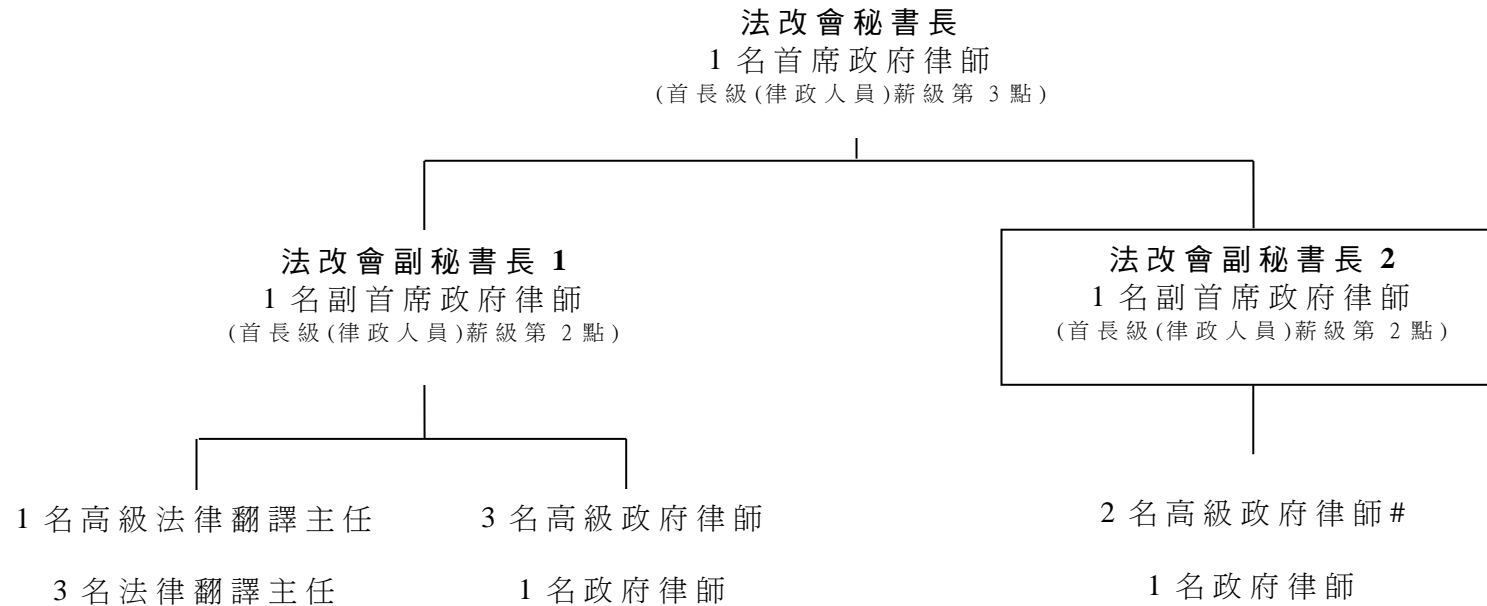 法改會秘書長
1 名首席政府律師
(首長級(律政人員)薪級第 3 點)
法改會副秘書長 1
1 名副首席政府律師
(首長級(律政人員)薪級第 2 點)
法改會副秘書長 2
1 名副首席政府律師
(首長級(律政人員)薪級第 2 點)
1 名高級法律翻譯主任
3 名法律翻譯主任
3 名高級政府律師
1 名政府律師
2 名高級政府律師#
1 名政府律師